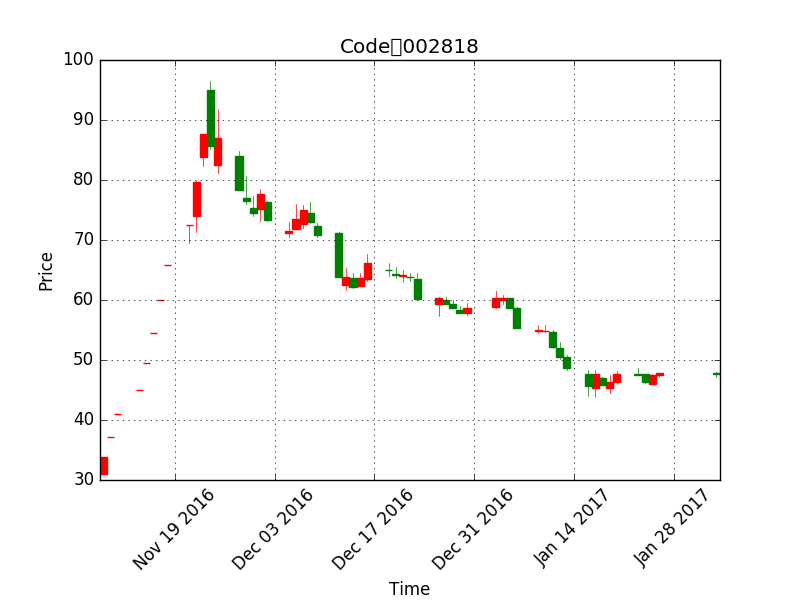 Code▯002818
100
90
80
70
60
50
40
30
Price
Nov 19 2016
Dec 03 2016
Dec 17 2016
Dec 31 2016
Jan 14 2017
Jan 28 2017
Time